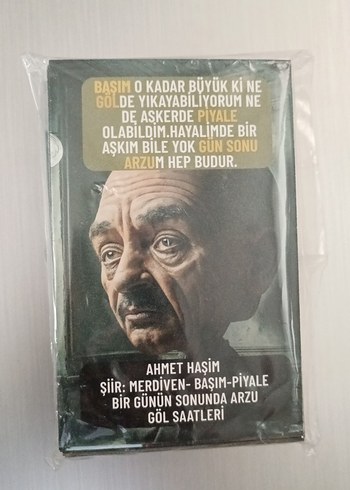 BAŞIM O KADAR BÜYÜK Kİ NE
GÖLDE YIKAYABİLİYORUM NE
DE ASKERDE PİYALE
OLABİLDİM.HAYALİMDE BİR
AŞKIM BİLE YOK GÜN SONU
ARZUM HEP BUDUR.
AHMET HAŞİM
ŞİİR: MERDİVEN- BAŞIM-PİYALE
BİR GÜNÜN SONUNDA ARZU
GÖL SAATLERİ